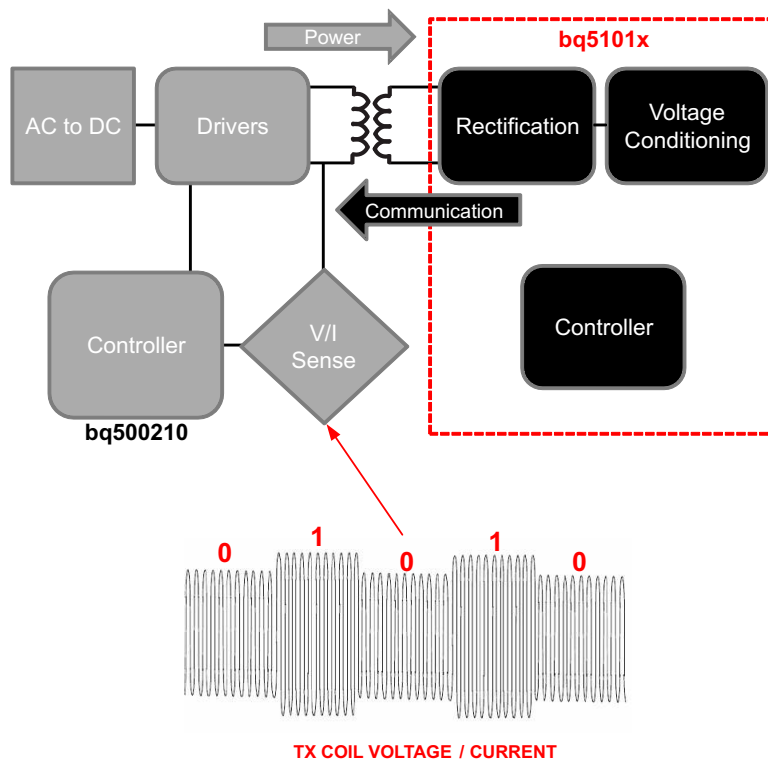 Power
bq5101x
AC to DC
Drivers
Rectification
Voltage
Conditioning
Communication
Controller
V/I
Sense
Controller
bq500210
0
1
0
1
0
TX COIL VOLTAGE / CURRENT